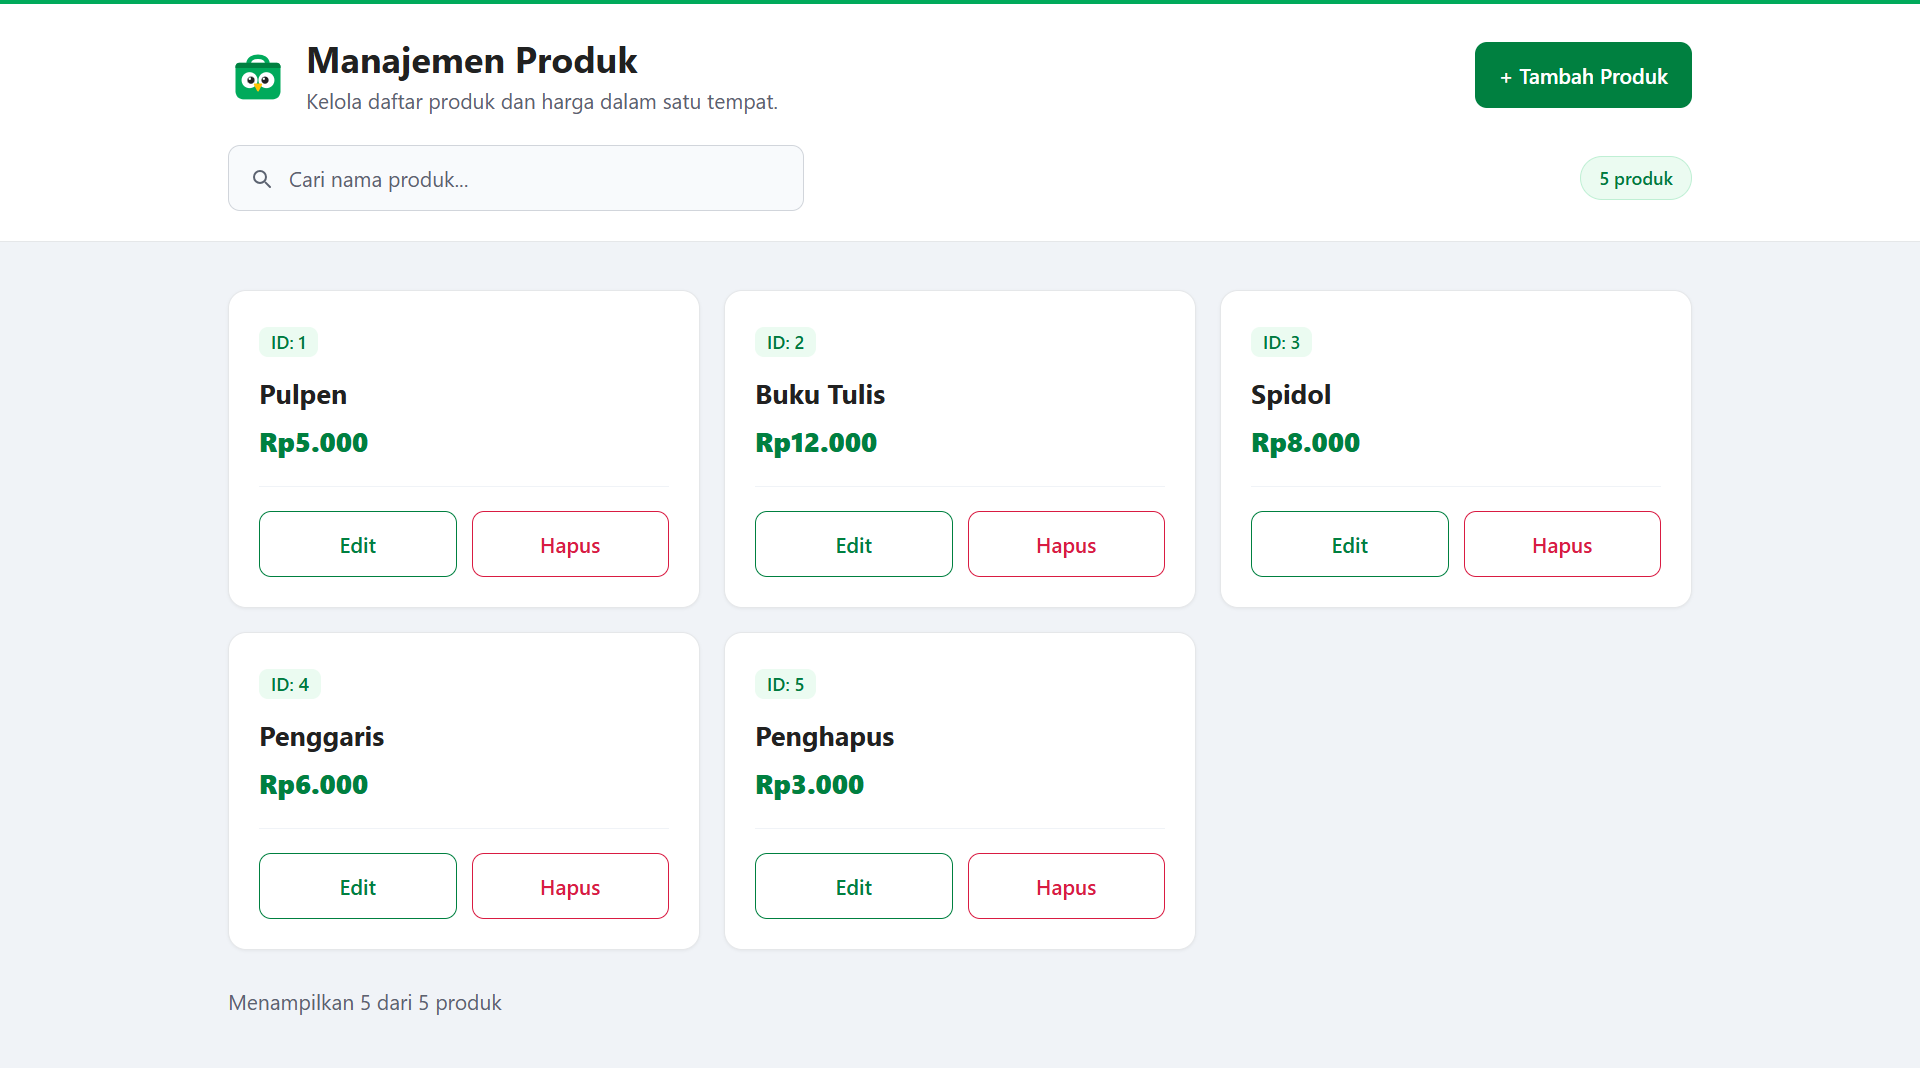 Manajemen Produk
Kelola daftar produk dan harga dalam satu tempat.
+ Tambah Produk
Cari nama produk...
5 produk
ID: 1
Pulpen
Rp5.000
Edit
Hapus
ID: 2
Buku Tulis
Rp12.000
Edit
Hapus
ID: 3
Spidol
Rp8.000
Edit
Hapus
ID: 4
Penggaris
Rp6.000
Edit
Hapus
ID: 5
Penghapus
Rp3.000
Edit
Hapus
Menampilkan 5 dari 5 produk